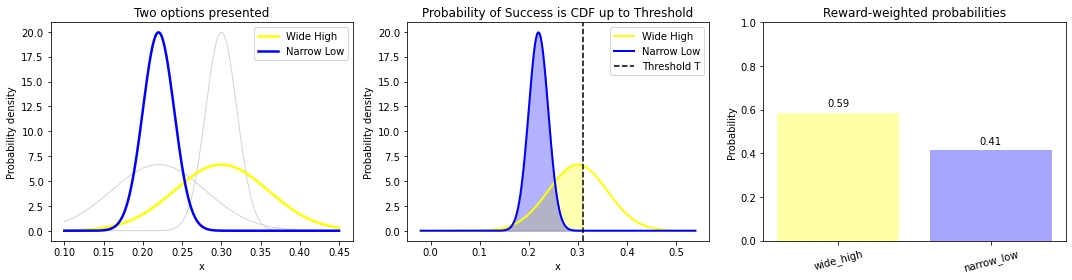 Two options presented
Wide High
Narrow Low
20.0
17.5
15.0
12.5
10.0
7.5
5.0
2.5
0.0
Probability density
0.10
0.15
0.20
0.25
0.30
0.35
0.40
0.45
x
Probability of Success is CDF up to Threshold
Wide High
Narrow Low
Threshold T
20.0
17.5
15.0
12.5
10.0
7.5
5.0
2.5
0.0
Probability density
0.0
0.1
0.2
0.3
0.4
0.5
x
Reward-weighted probabilities
1.0
0.8
0.6
0.4
0.2
0.0
Probability
0.59
0.41
wide_high
narrow_low